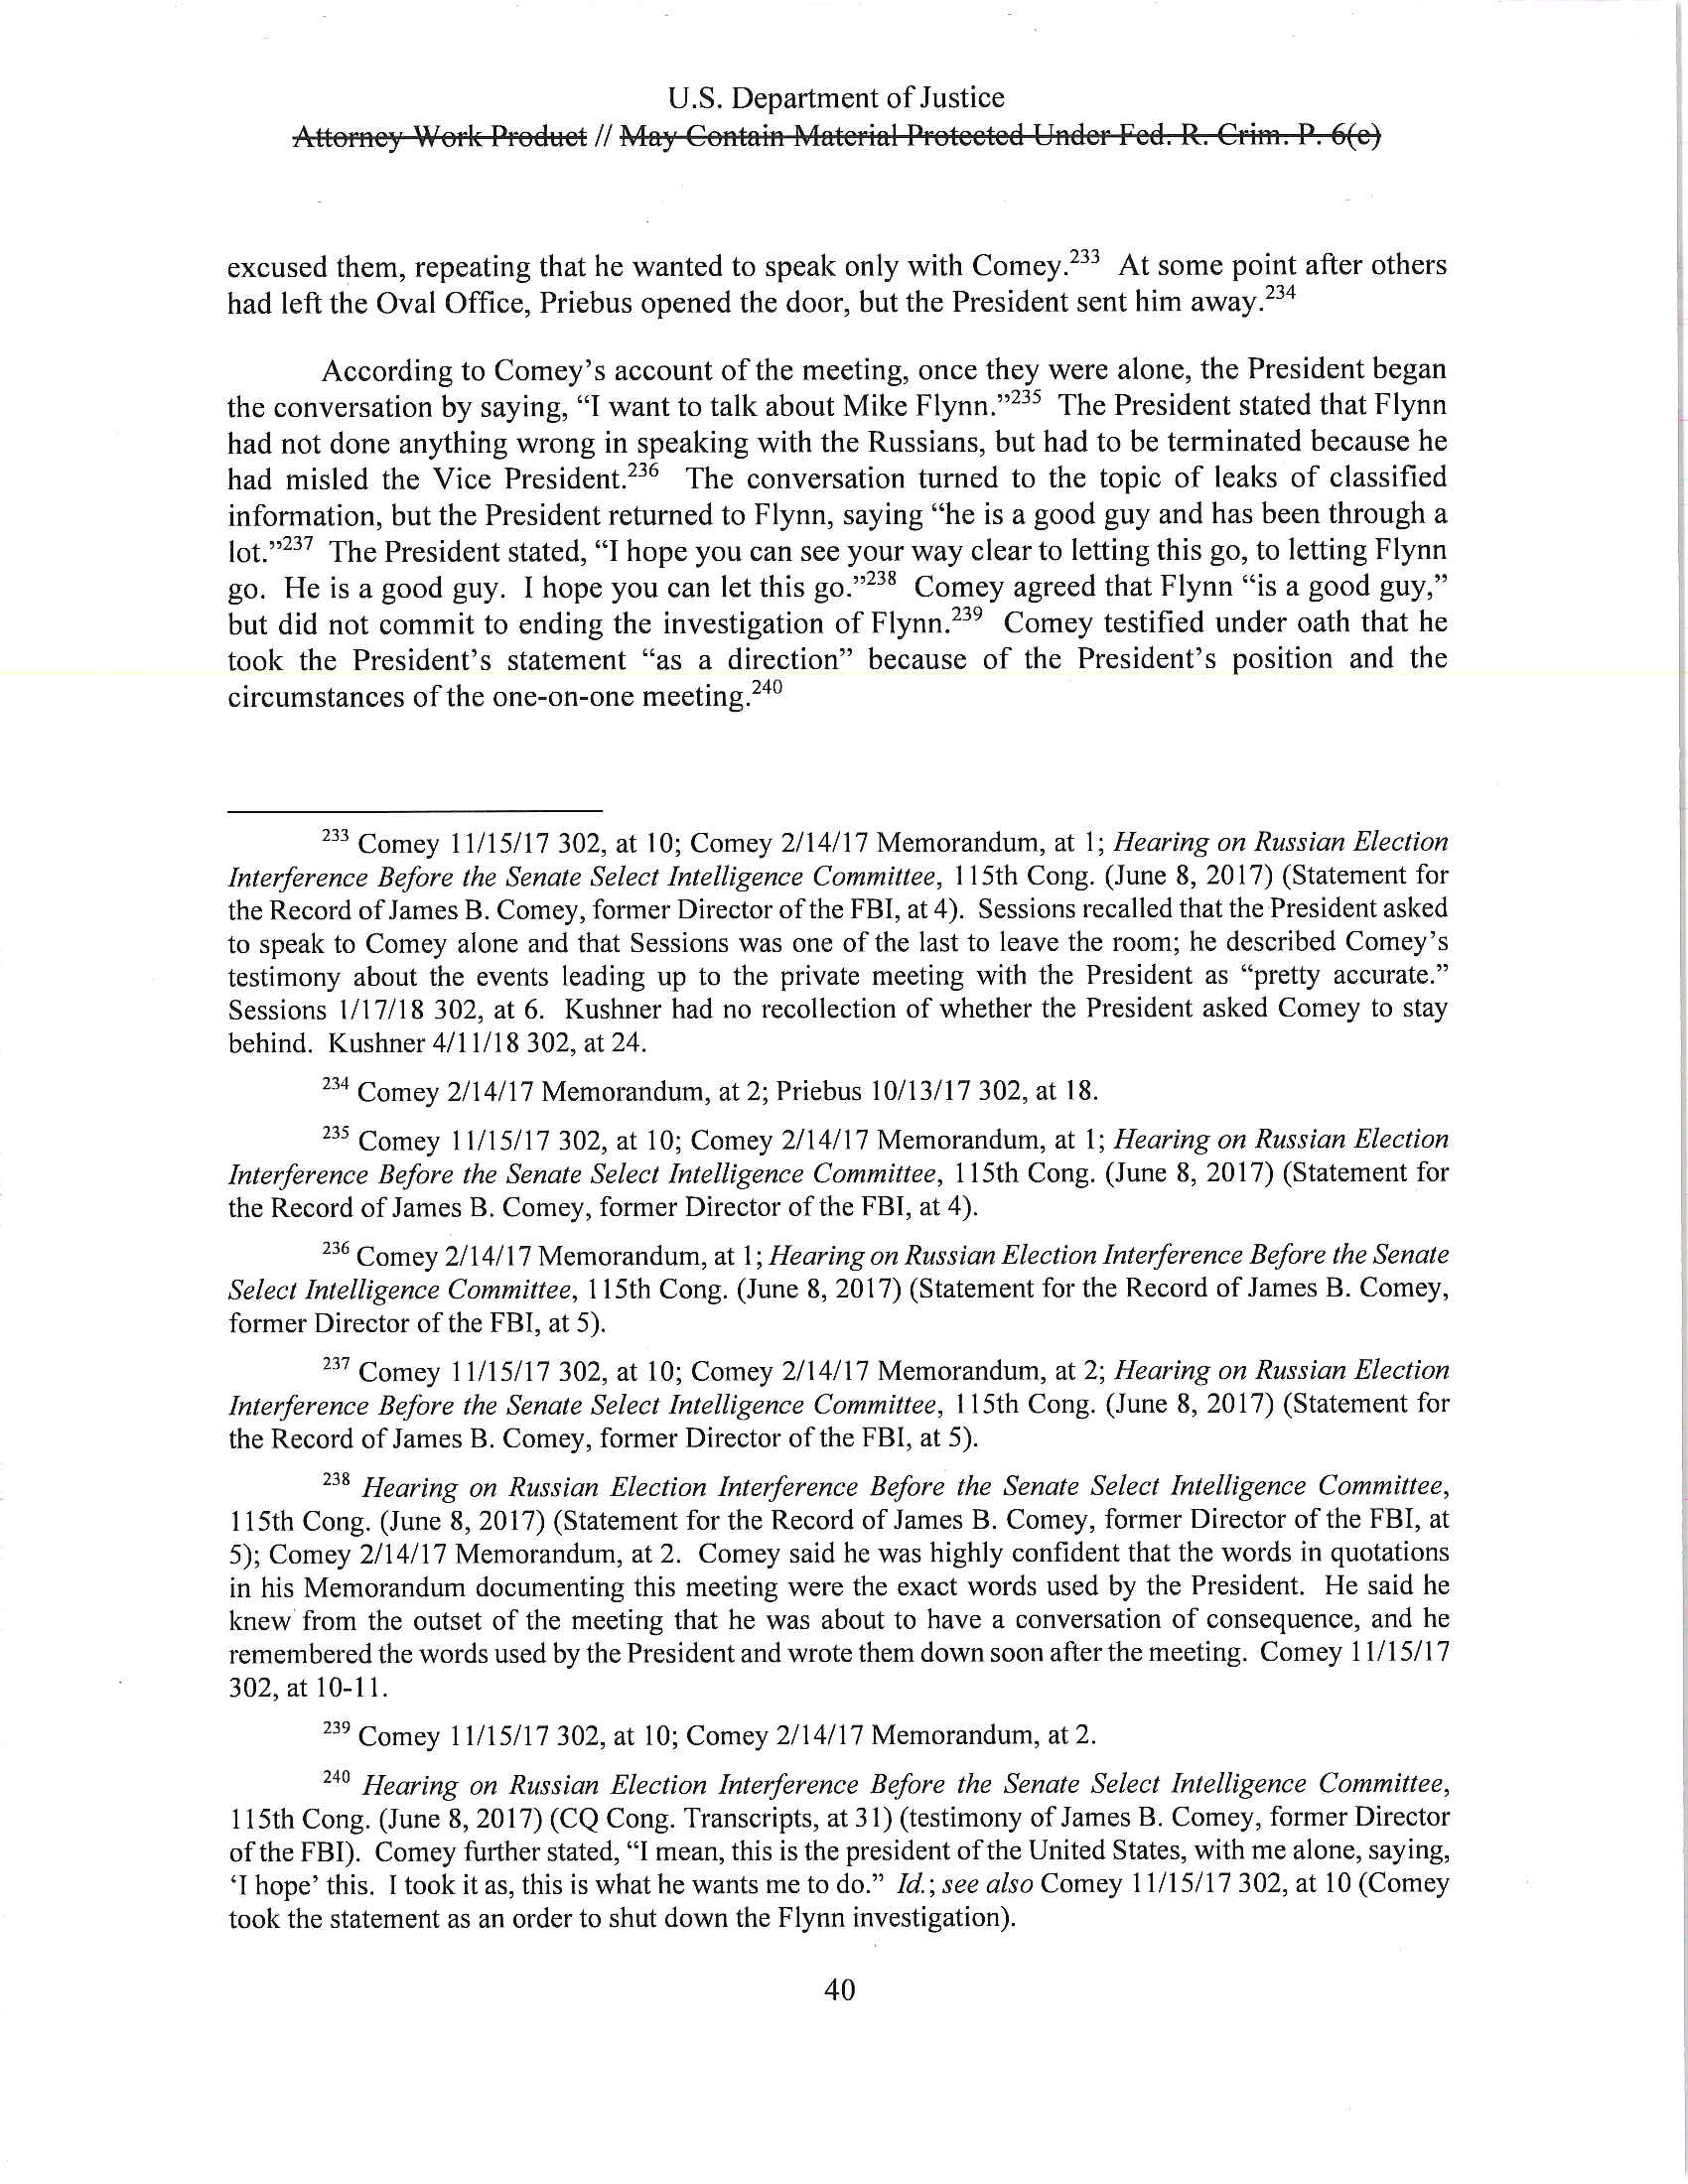 U.S. Department of Justice
Attorney Work Product // May Contain Material Protected Under Fed. R. Crim. P. 6(e)
excused them, repeating that he wanted to speak only with Comey.233 At some point after others
had left the Oval Office, Priebus opened the door, but the President sent him away.234
According to Comey’s account of the meeting, once they were alone, the President began
the conversation by saying, “I want to talk about Mike Flynn.”235 The President stated that Flynn
had not done anything wrong in speaking with the Russians, but had to be terminated because he
had misled the Vice President.236 The conversation turned to the topic of leaks of classified
information, but the President returned to Flynn, saying “he is a good guy and has been through a
lot.”237 The President stated, “I hope you can see your way clear to letting this go, to letting Flynn
go. He is a good guy. I hope you can let this go.”238 Comey agreed that Flynn “is a good guy,”
but did not commit to ending the investigation of Flynn.239 Comey testified under oath that he
took the President’s statement “as a direction” because of the President’s position and the
circumstances of the one-on-one meeting.240
233 Comey 11/15/17 302, at 10; Comey 2/14/17 Memorandum, at 1; Hearing on Russian Election
Interference Before the Senate Select Intelligence Committee, 115th Cong. (June 8, 2017) (Statement for
the Record of James B. Comey, former Director of the FBI, at 4). Sessions recalled that the President asked
to speak to Comey alone and that Sessions was one of the last to leave the room; he described Comey’s
testimony about the events leading up to the private meeting with the President as “pretty accurate.”
Sessions 1/17/18 302, at 6. Kushner had no recollection of whether the President asked Comey to stay
behind. Kushner 4/11/18 302, at 24.
234 Comey 2/14/17 Memorandum, at 2; Priebus 10/13/17 302, at 18.
235 Comey 11/15/17 302, at 10; Comey 2/14/17 Memorandum, at 1; Hearing on Russian Election
Interference Before the Senate Select Intelligence Committee, 115th Cong. (June 8, 2017) (Statement for
the Record of James B. Comey, former Director of the FBI, at 4).
236 Comey 2/14/17 Memorandum, at 1; Hearing on Russian Election Interference Before the Senate
Select Intelligence Committee, 115th Cong. (June 8, 2017) (Statement for the Record of James B. Comey,
former Director of the FBI, at 5).
237 Comey 11/15/17 302, at 10; Comey 2/14/17 Memorandum, at 2; Hearing on Russian Election
Interference Before the Senate Select Intelligence Committee, 115th Cong. (June 8, 2017) (Statement for
the Record of James B. Comey, former Director of the FBI, at 5).
238 Hearing on Russian Election Interference Before the Senate Select Intelligence Committee,
115th Cong. (June 8, 2017) (Statement for the Record of James B. Comey, former Director of the FBI, at
5); Comey 2/14/17 Memorandum, at 2. Comey said he was highly confident that the words in quotations
in his Memorandum documenting this meeting were the exact words used by the President. He said he
knew from the outset of the meeting that he was about to have a conversation of consequence, and he
remembered the words used by the President and wrote them down soon after the meeting. Comey 11/15/17
302, at 10-11.
239 Comey 11/15/17 302, at 10; Comey 2/14/17 Memorandum, at 2.
240 Hearing on Russian Election Interference Before the Senate Select Intelligence Committee,
115th Cong. (June 8, 2017) (CQ Cong. Transcripts, at 31) (testimony of James B. Comey, former Director
of the FBI). Comey further stated, “I mean, this is the president of the United States, with me alone, saying,
‘I hope’ this. I took it as, this is what he wants me to do.” Id.; see also Comey 11/15/17 302, at 10 (Comey
took the statement as an order to shut down the Flynn investigation).
40